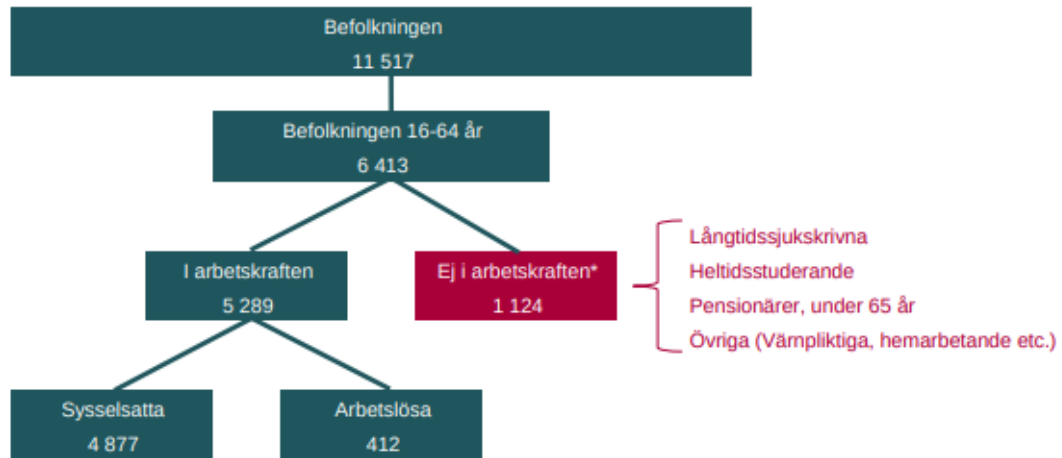 Befolkningen
11 517
Befolkningen 16-64 år
6 413
I arbetskraften
5 289
Ej i arbetskraften*
1 124
Långtidssjukskrivna
Heltidsstuderande
Pensionärer, under 65 år
Övriga (Värnpliktiga, hemarbetande etc.)
Sysselsatta
4 877
Arbetslösa
412